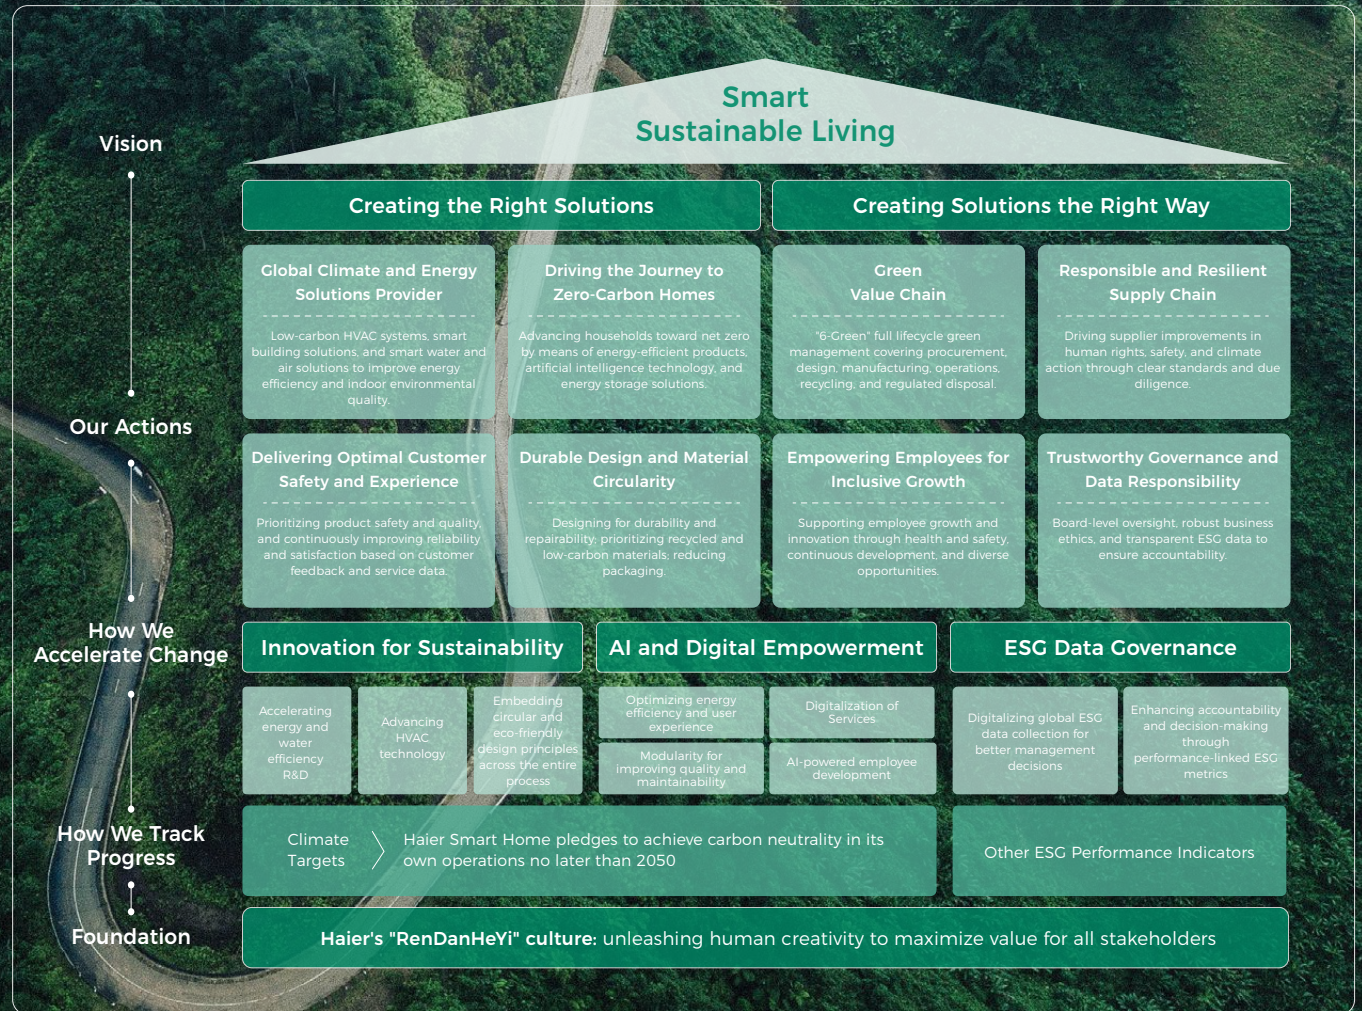 Vision
Smart
Sustainable Living
Creating the Right Solutions
Creating Solutions the Right Way
Our Actions
Global Climate and Energy
Solutions Provider
Low-carbon HVAC systems, smart
building solutions, and smart water and
air solutions to improve energy
efficiency and indoor environmental
quality.
Driving the Journey to
Zero-Carbon Homes
Advancing households toward net zero
by means of energy-efficient products,
artificial intelligence technology, and
energy storage solutions.
Green
Value Chain
"6-Green" full lifecycle green
management covering procurement,
design, manufacturing, operations,
recycling, and regulated disposal.
Responsible and Resilient
Supply Chain
Driving supplier improvements in
human rights, safety, and climate
action through clear standards and due
diligence.
Delivering Optimal Customer
Safety and Experience
Prioritizing product safety and quality,
and continuously improving reliability
and satisfaction based on customer
feedback and service data.
Durable Design and Material
Circularity
Designing for durability and
repairability; prioritizing recycled and
low-carbon materials; reducing
packaging.
Empowering Employees for
Inclusive Growth
Supporting employee growth and
innovation through health and safety,
continuous development, and diverse
opportunities.
Trustworthy Governance and
Data Responsibility
Board-level oversight, robust business
ethics, and transparent ESG data to
ensure accountability.
How We
Accelerate Change
Innovation for Sustainability
Accelerating
energy and
water
efficiency
R&D
Advancing
HVAC
technology
Embedding
circular and
eco-friendly
design principles
across the entire
process
AI and Digital Empowerment
Optimizing energy
efficiency and user
experience
Digitalization of
Services
Modularity for
improving quality and
maintainability
AI-powered employee
development
ESG Data Governance
Digitalizing global ESG
data collection for
better management
decisions
Enhancing accountability
and decision-making
through
performance-linked ESG
metrics
How We Track
Progress
Climate
Targets
Haier Smart Home pledges to achieve carbon neutrality in its
own operations no later than 2050
Other ESG Performance Indicators
Foundation
Haier's "RenDanHeYi" culture: unleashing human creativity to maximize value for all stakeholders